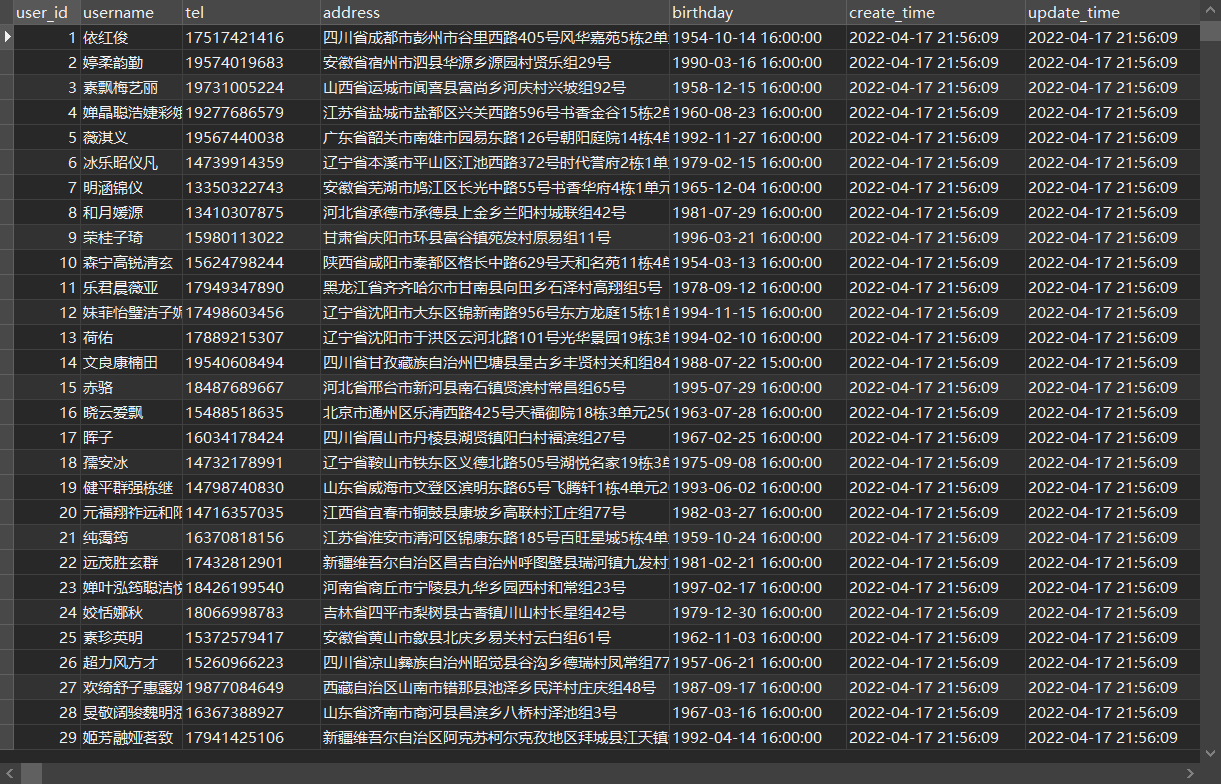 user_id username tel address birthday create_time update_time
1 依红俊 17517421416 四川省成都市彭州市谷里西路405号风华嘉苑5栋2单 1954-10-14 16:00:00 2022-04-17 21:56:09 2022-04-17 21:56:09
2 婷柔韵勤 19574019683 安徽省宿州市泗县华源乡源园村贤乐组29号 1990-03-16 16:00:00 2022-04-17 21:56:09 2022-04-17 21:56:09
3 素飘梅艺丽 19731005224 山西省运城市闻喜县富尚乡河庆村兴坡组92号 1958-12-15 16:00:00 2022-04-17 21:56:09 2022-04-17 21:56:09
4 婵晶聪浩婕彩 19277686579 江苏省盐城市盐都区兴关西路596号书香金谷15栋2 1960-08-23 16:00:00 2022-04-17 21:56:09 2022-04-17 21:56:09
5 薇淇义 19567440038 广东省韶关市南雄市园易东路126号朝阳庭院14栋4 1992-11-27 16:00:00 2022-04-17 21:56:09 2022-04-17 21:56:09
6 冰乐昭仪凡 14739914359 辽宁省本溪市平山区江池西路372号时代誉府2栋1单 1979-02-15 16:00:00 2022-04-17 21:56:09 2022-04-17 21:56:09
7 明涵锦仪 13350322743 安徽省芜湖市鸠江区长光中路55号书香华府4栋1单元 1965-12-04 16:00:00 2022-04-17 21:56:09 2022-04-17 21:56:09
8 和月媛源 13410307875 河北省承德市承德县上金乡兰阳村城联组42号 1981-07-29 16:00:00 2022-04-17 21:56:09 2022-04-17 21:56:09
9 荣桂子琦 15980113022 甘肃省庆阳市环县富谷镇苑发村原易组11号 1996-03-21 16:00:00 2022-04-17 21:56:09 2022-04-17 21:56:09
10 森宁高锐清玄 15624798244 陕西省咸阳市秦都区格长中路629号天和名苑11栋4 1954-03-13 16:00:00 2022-04-17 21:56:09 2022-04-17 21:56:09
11 乐君晨薇亚 17949347890 黑龙江省齐齐哈尔市甘南县向田乡石泽村高翔组5号 1978-09-12 16:00:00 2022-04-17 21:56:09 2022-04-17 21:56:09
12 妹菲怡璧洁子 17498603456 辽宁省沈阳市大东区锦新南路956号东方龙庭15栋1 1994-11-15 16:00:00 2022-04-17 21:56:09 2022-04-17 21:56:09
13 荷佑 17889215307 辽宁省沈阳市于洪区云河北路101号光华景园19栋3 1994-02-10 16:00:00 2022-04-17 21:56:09 2022-04-17 21:56:09
14 文良康楠田 19540608494 四川省甘孜藏族自治州巴塘县星古乡丰贤村关和组84 1988-07-22 15:00:00 2022-04-17 21:56:09 2022-04-17 21:56:09
15 赤骆 18487689667 河北省邢台市新河县南石镇贤滨村常昌组65号 1995-07-29 16:00:00 2022-04-17 21:56:09 2022-04-17 21:56:09
16 晓云爱飘 15488518635 北京市通州区乐清西路425号天福御院18栋3单元250 1963-07-28 16:00:00 2022-04-17 21:56:09 2022-04-17 21:56:09
17 晖子 16034178424 四川省眉山市丹棱县湖贤镇阳白村福滨组27号 1967-02-25 16:00:00 2022-04-17 21:56:09 2022-04-17 21:56:09
18 孺安冰 14732178991 辽宁省鞍山市铁东区义德北路505号湖悦名家19栋3 1975-09-08 16:00:00 2022-04-17 21:56:09 2022-04-17 21:56:09
19 健平群强栋继 14798740830 山东省威海市文登区滨明东路65号飞腾轩1栋4单元2 1993-06-02 16:00:00 2022-04-17 21:56:09 2022-04-17 21:56:09
20 元福翔祚远和 14716357035 江西省宜春市铜鼓县康坡乡高联村江庄组77号 1982-03-27 16:00:00 2022-04-17 21:56:09 2022-04-17 21:56:09
21 纯霭筠 16370818156 江苏省淮安市清河区锦康东路185号百旺星城5栋4单 1959-10-24 16:00:00 2022-04-17 21:56:09 2022-04-17 21:56:09
22 远茂胜玄群 17432812901 新疆维吾尔自治区昌吉自治州呼图壁县瑞河镇九发村 1981-02-21 16:00:00 2022-04-17 21:56:09 2022-04-17 21:56:09
23 婵叶泓筠聪洁 18426199540 河南省商丘市宁陵县九华乡园西村和常组23号 1997-02-17 16:00:00 2022-04-17 21:56:09 2022-04-17 21:56:09
24 姣恬娜秋 18066998783 吉林省四平市梨树县古香镇川山村长星组42号 1979-12-30 16:00:00 2022-04-17 21:56:09 2022-04-17 21:56:09
25 素珍英明 15372579417 安徽省黄山市歙县北庆乡易关村云白组61号 1962-11-03 16:00:00 2022-04-17 21:56:09 2022-04-17 21:56:09
26 超力风方才 15260966223 四川省凉山彝族自治州昭觉县谷沟乡德瑞村凤常组77 1957-06-21 16:00:00 2022-04-17 21:56:09 2022-04-17 21:56:09
27 欢绮舒子惠露 19877084649 西藏自治区山南市错那县池泽乡民洋村庄庆组48号 1987-09-17 16:00:00 2022-04-17 21:56:09 2022-04-17 21:56:09
28 旻敬阔骏魏明 16367388927 山东省济南市商河县昌滨乡八桥村泽池组3号 1967-03-16 16:00:00 2022-04-17 21:56:09 2022-04-17 21:56:09
29 姬芳融娅茗致 17941425106 新疆维吾尔自治区阿克苏柯尔克孜地区拜城县江天镇 1992-04-14 16:00:00 2022-04-17 21:56:09 2022-04-17 21:56:09